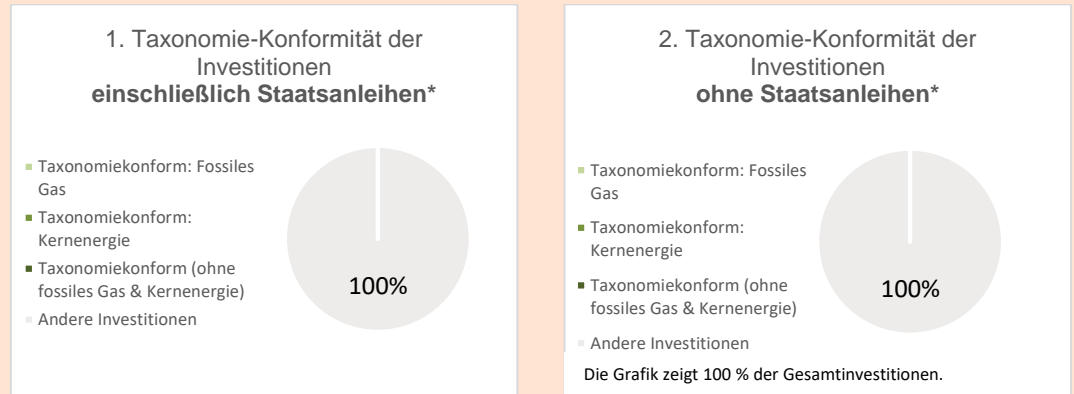 1. Taxonomie-Konformität der
Investitionen
einschließlich Staatsanleihen*
Taxonomiekonform: Fossiles
Gas
Taxonomiekonform:
Kernenergie
Taxonomiekonform (ohne
fossiles Gas & Kernenergie)
Andere Investitionen
100%
2. Taxonomie-Konformität der
Investitionen
ohne Staatsanleihen*
Taxonomiekonform: Fossiles
Gas
Taxonomiekonform:
Kernenergie
Taxonomiekonform (ohne
fossiles Gas & Kernenergie)
Andere Investitionen
100%
Die Grafik zeigt 100 % der Gesamtinvestitionen.